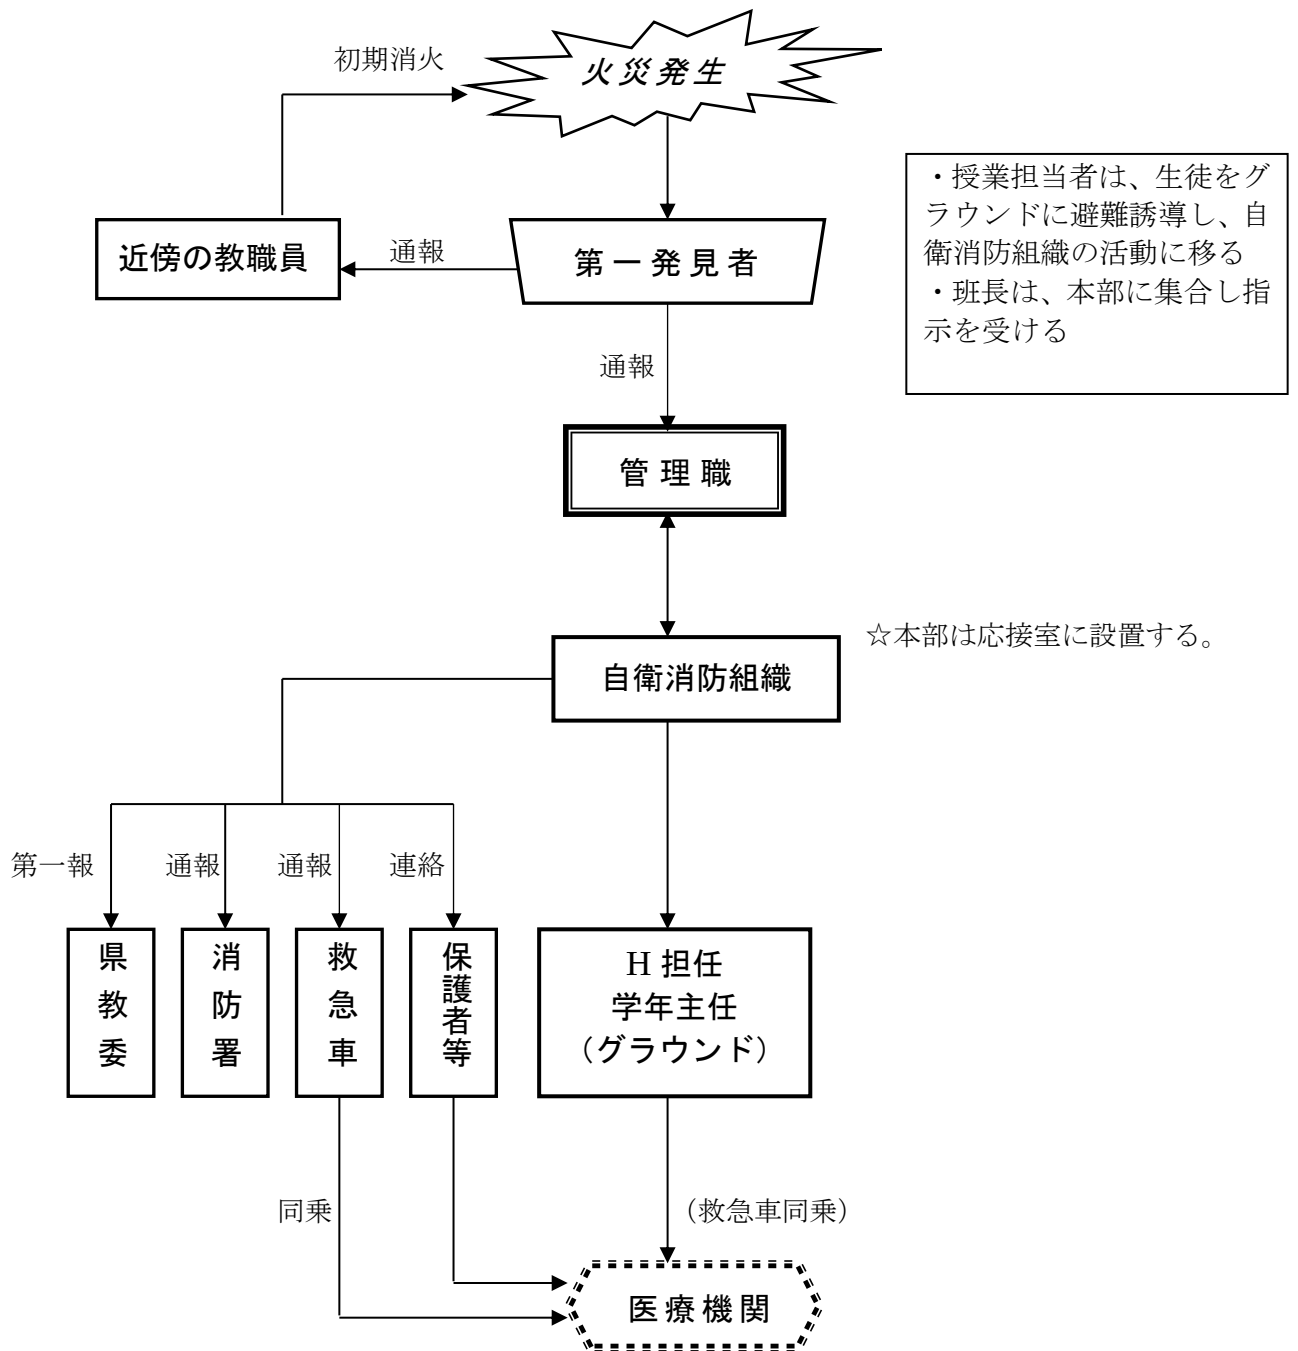 初期消火
火災発生
・授業担当者は、生徒をグ
ラウンドに避難誘導し、自
衛消防組織の活動に移る
・班長は、本部に集合し指
示を受ける
近傍の教職員
通報
第一発見者
通報
管理職
☆本部は応接室に設置する。
自衛消防組織
第一報
通報
通報
連絡
県教委
消防署
救急車
保護者等
H 担任
学年主任
（グラウンド）
同乗
（救急車同乗）
医療機関